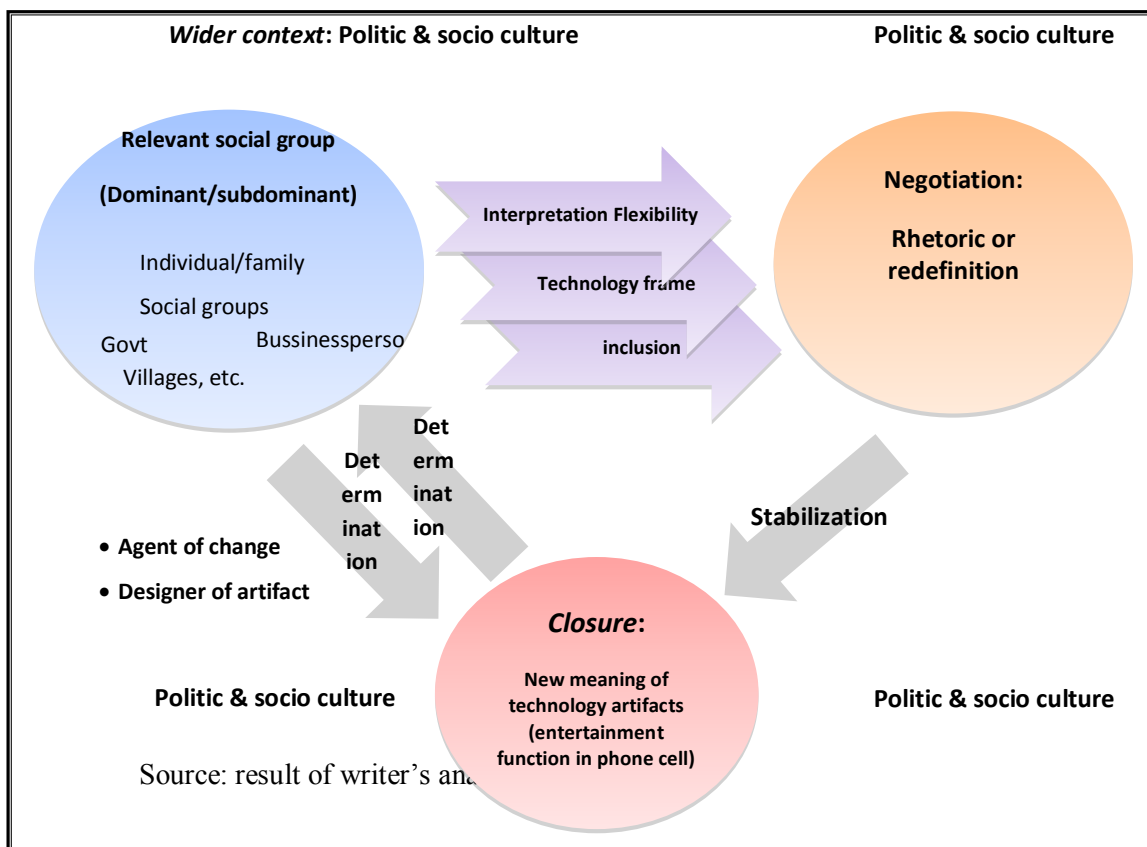 Wider context: Politic & socio culture
Politic & socio culture
Relevant social group
(Dominant/subdominant)
Individual/family
Social groups
Govt
Bussinessperso
Villages, etc.
Interpretation Flexibility
Technology frame
inclusion
Negotiation:
Rhetoric or
redefinition
Det
erm
inat
ion
Det
erm
inat
ion
Stabilization
• Agent of change
• Designer of artifact
Closure:
New meaning of
technology artifacts
(entertainment
function in phone cell)
Politic & socio culture
Politic & socio culture
Source: result of writer's